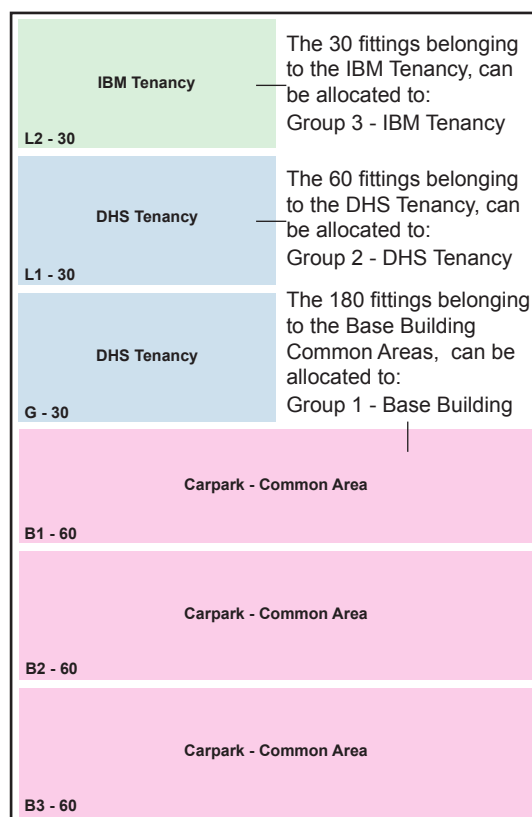 IBM Tenancy
L2 - 30
The 30 fittings belonging
to the IBM Tenancy, can
be allocated to:
Group 3 - IBM Tenancy
DHS Tenancy
L1 - 30
The 60 fittings belonging
to the DHS Tenancy, can
be allocated to:
Group 2 - DHS Tenancy
DHS Tenancy
G - 30
The 180 fittings belonging
to the Base Building
Common Areas,  can be
allocated to:
Group 1 - Base Building
Carpark - Common Area
B1 - 60
Carpark - Common Area
B2 - 60
Carpark - Common Area
B3 - 60